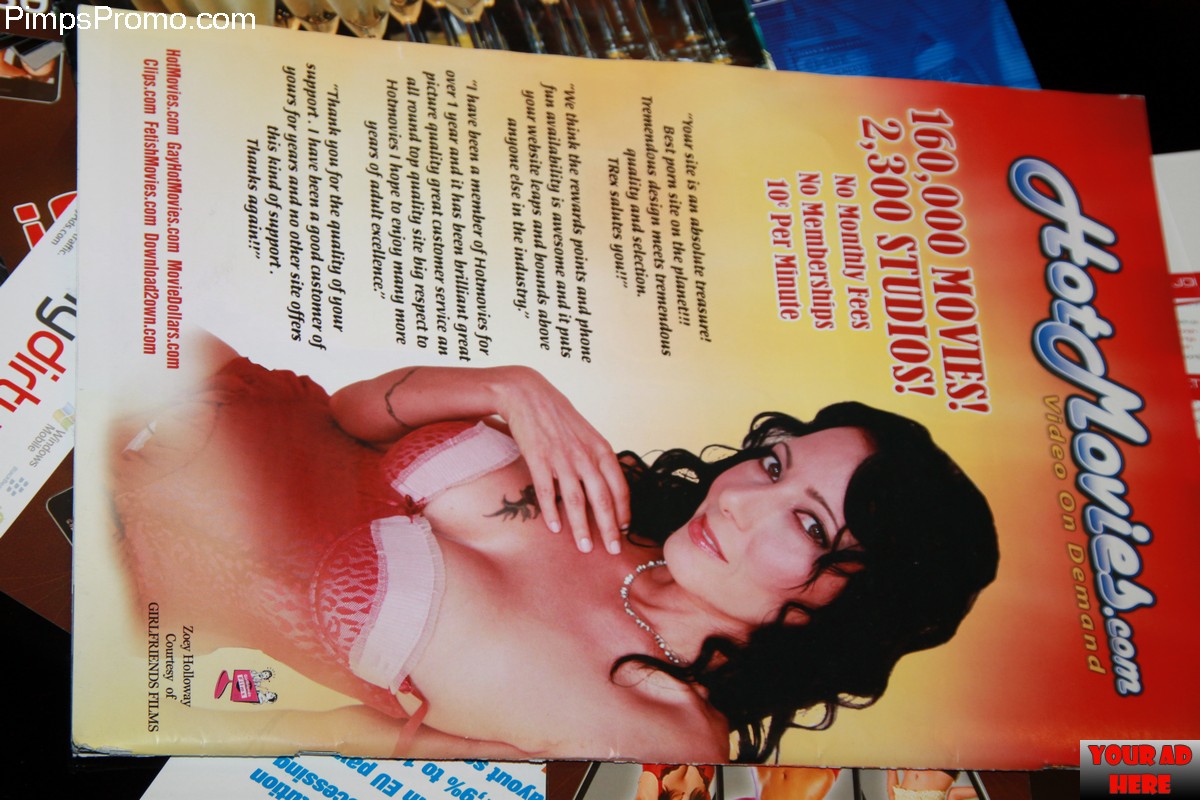 PimpsPromo.com
HotMovies.com
Video On Demand
160,000 MOVIES!
2,300 STUDIOS!
No Monthly Fees
No Memberships
10¢ Per Minute
"Your site is an absolute treasure!
Best porn site on the planet!!!
Tremendous design meets tremendous
quality and selection.
TRex salutes you!!"
"We think the rewards points and phone
fun availability is awesome and it puts
your website leaps and bounds above
anyone else in the industry."
"I have been a member of Hotmovies for
over 1 year and it has been brilliant great
picture quality great customer service an
all round top quality site big respect to
Hotmovies I hope to enjoy many more
years of adult excellence."
"Thank you for the quality of your
support . I have been a good customer of
yours for years and no other site offers
this kind of support .
Thanks again!!"
HotMovies.com GayHotMovies.com MovieDollars.com
Clips.com FetishMovies.com Download2own.com
Zoey Holloway
Courtesy of
GIRLFRIENDS FILMS
ydirt
Windows
Mobile
YOUR AD
HERE